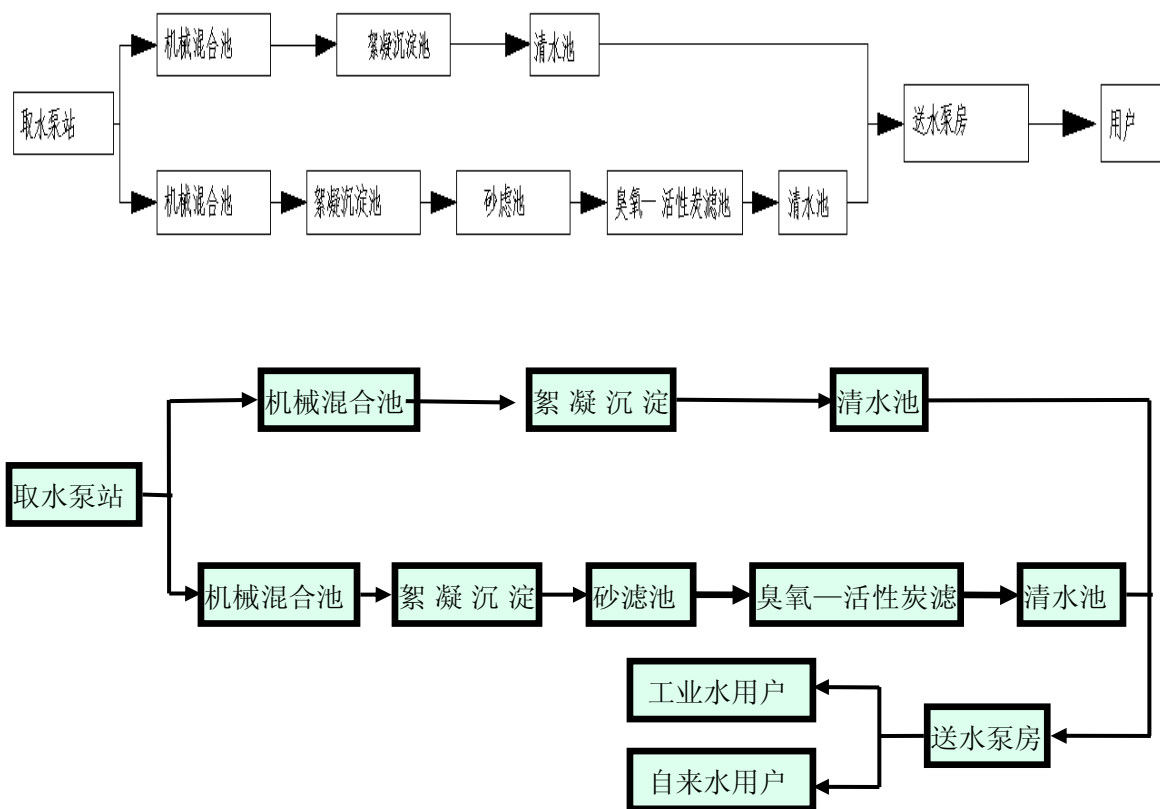 机械混合池
絮凝沉淀池
清水池
取水泵站
送水泵房
用户
机械混合池
絮凝沉淀池
砂滤池
臭氧—活性炭滤池
清水池
机械混合池
絮 凝 沉 淀
清水池
取水泵站
机械混合池
絮 凝 沉 淀
砂滤池
臭氧—活性炭滤
清水池
工业水用户
送水泵房
自来水用户